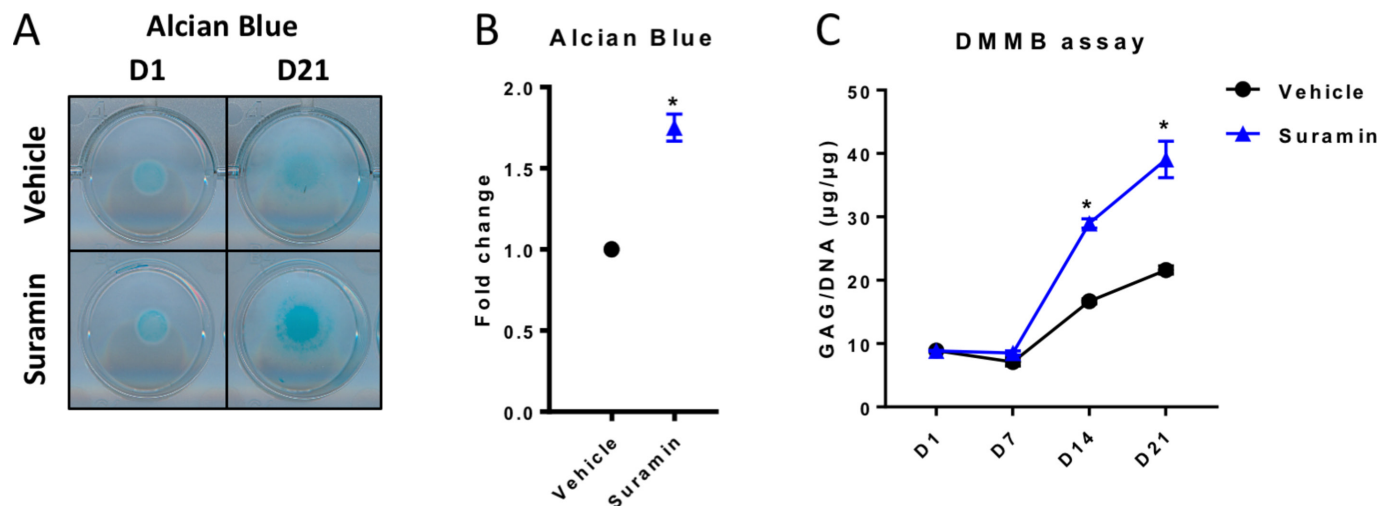 A
Alcian Blue
D1
D21
Vehicle
Suramin
B
Alcian Blue
Fold change
2.0
*
1.5
1.0
0.5
0.0
Vehicle
Suramin
C
DMMB assay
GAG/DNA (µg/µg)
50
40
30
20
10
0
*
*
D1
D7
D14
D21
Vehicle
Suramin